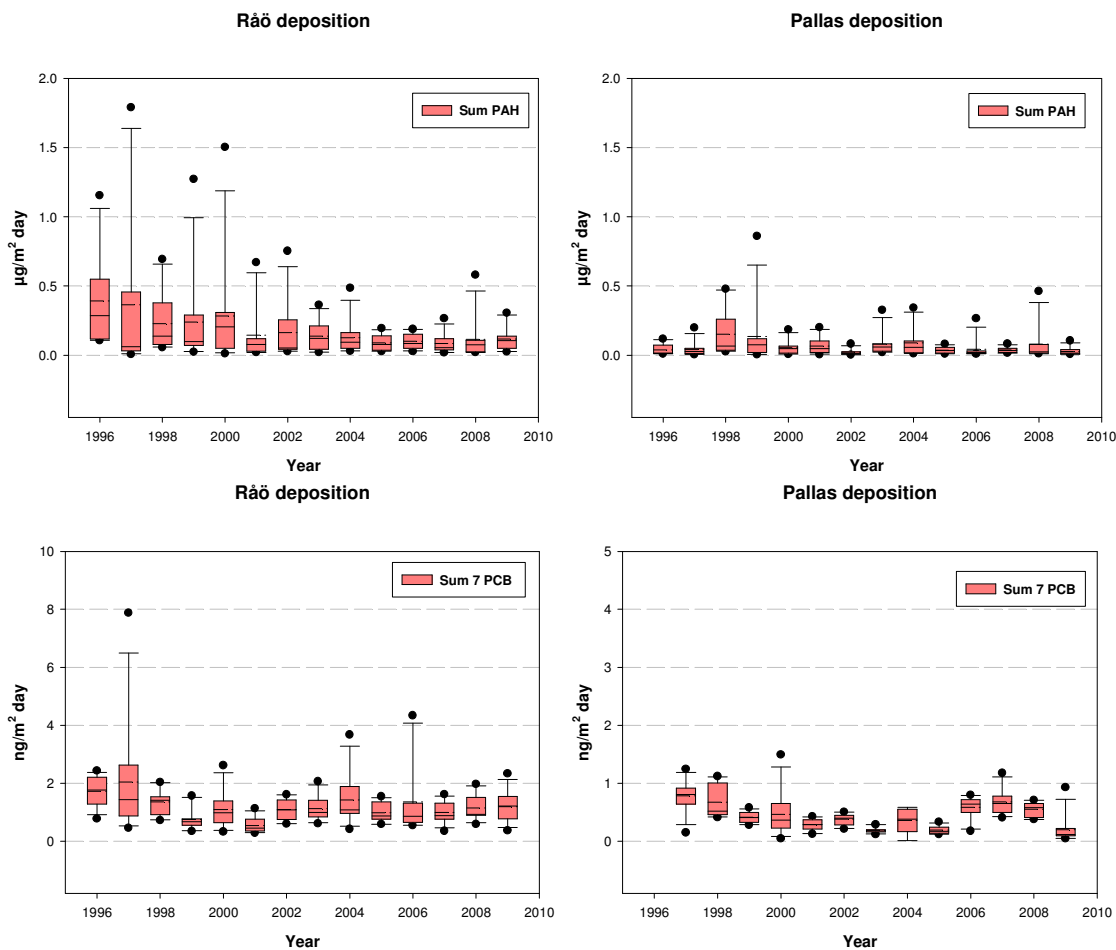 Råö deposition
Pallas deposition
2.0
1.5
1.0
0.5
0.0
µg/m² day
Sum PAH
1996 1998 2000 2002 2004 2006 2008 2010
Year
2.0
1.5
1.0
0.5
0.0
µg/m² day
Sum PAH
1996 1998 2000 2002 2004 2006 2008 2010
Year
Råö deposition
Pallas deposition
10
8
6
4
2
0
ng/m² day
Sum 7 PCB
1996 1998 2000 2002 2004 2006 2008 2010
Year
5
4
3
2
1
0
ng/m² day
Sum 7 PCB
1996 1998 2000 2002 2004 2006 2008 2010
Year